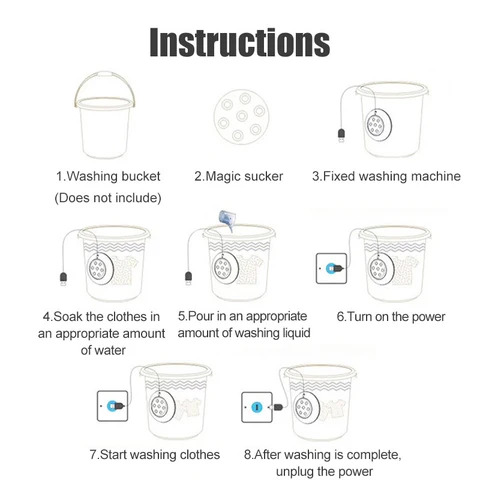 Instructions
1.Washing bucket
(Does not include)
2.Magic sucker
3.Fixed washing machine
4.Soak the clothes in
an appropriate amount
of water
5.Pour in an appropriate
amount of washing liquid
6.Turn on the power
7.Start washing clothes
8.After washing is complete,
unplug the power